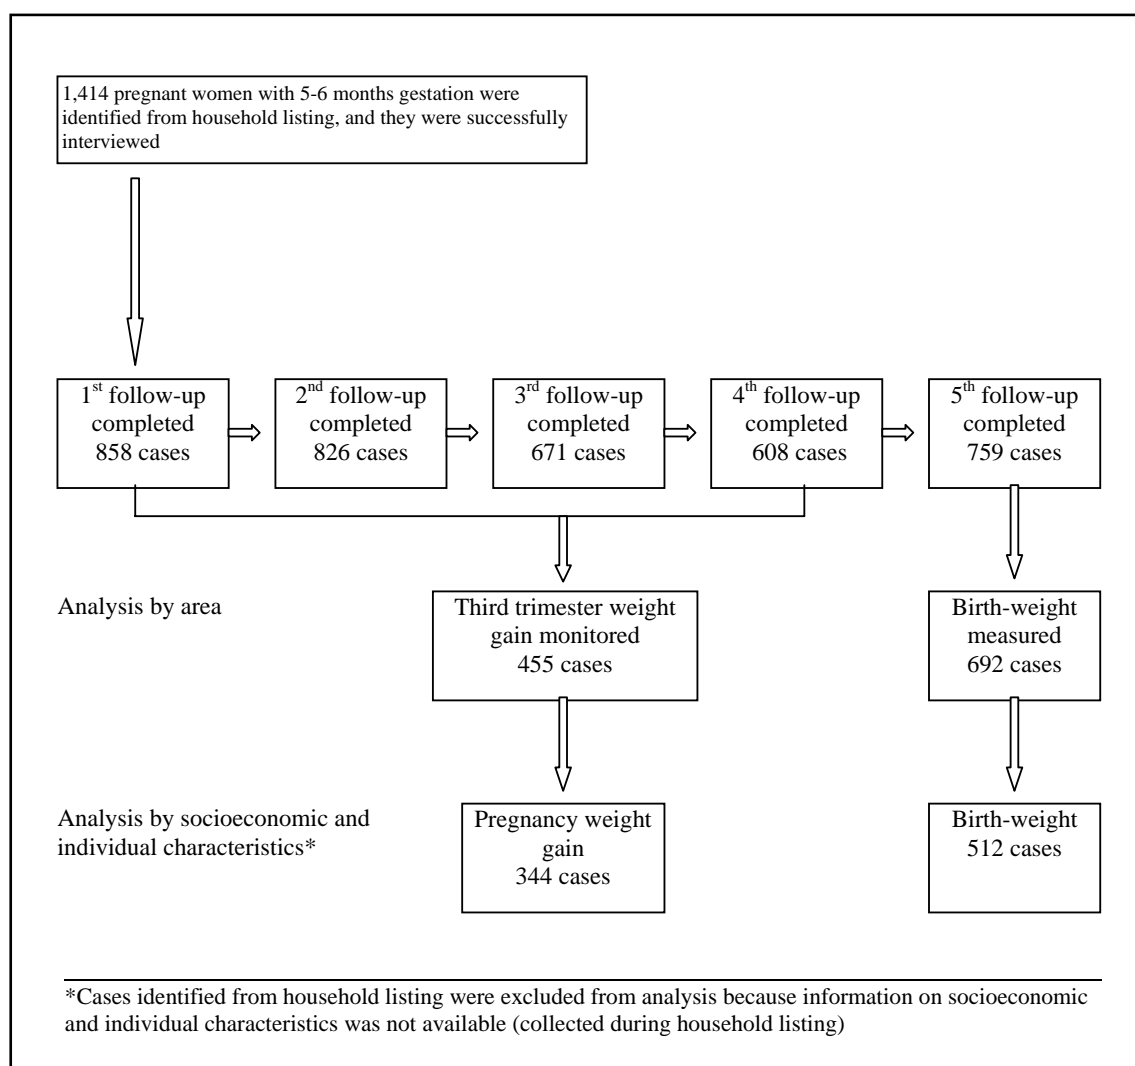 1,414 pregnant women with 5-6 months gestation were
identified from household listing, and they were successfully
interviewed
1st follow-up
completed
858 cases
2nd follow-up
completed
826 cases
3rd follow-up
completed
671 cases
4th follow-up
completed
608 cases
5th follow-up
completed
759 cases
Analysis by area
Third trimester weight
gain monitored
455 cases
Birth-weight
measured
692 cases
Analysis by socioeconomic and
individual characteristics*
Pregnancy weight
gain
344 cases
Birth-weight
512 cases
*Cases identified from household listing were excluded from analysis because information on socioeconomic
and individual characteristics was not available (collected during household listing)